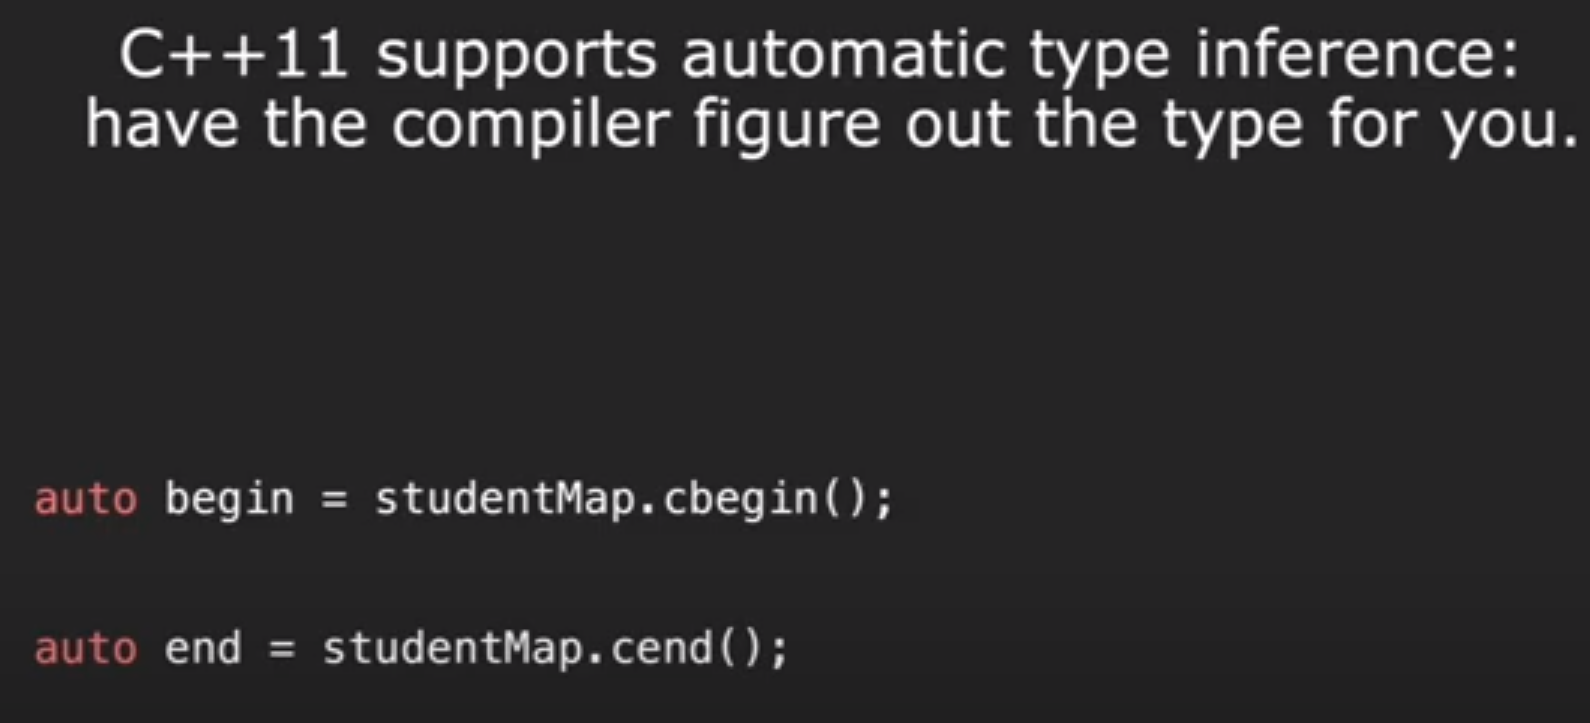 C++11 supports automatic type inference:
have the compiler figure out the type for you.
auto begin = studentMap.cbegin();
auto end = studentMap.cend();